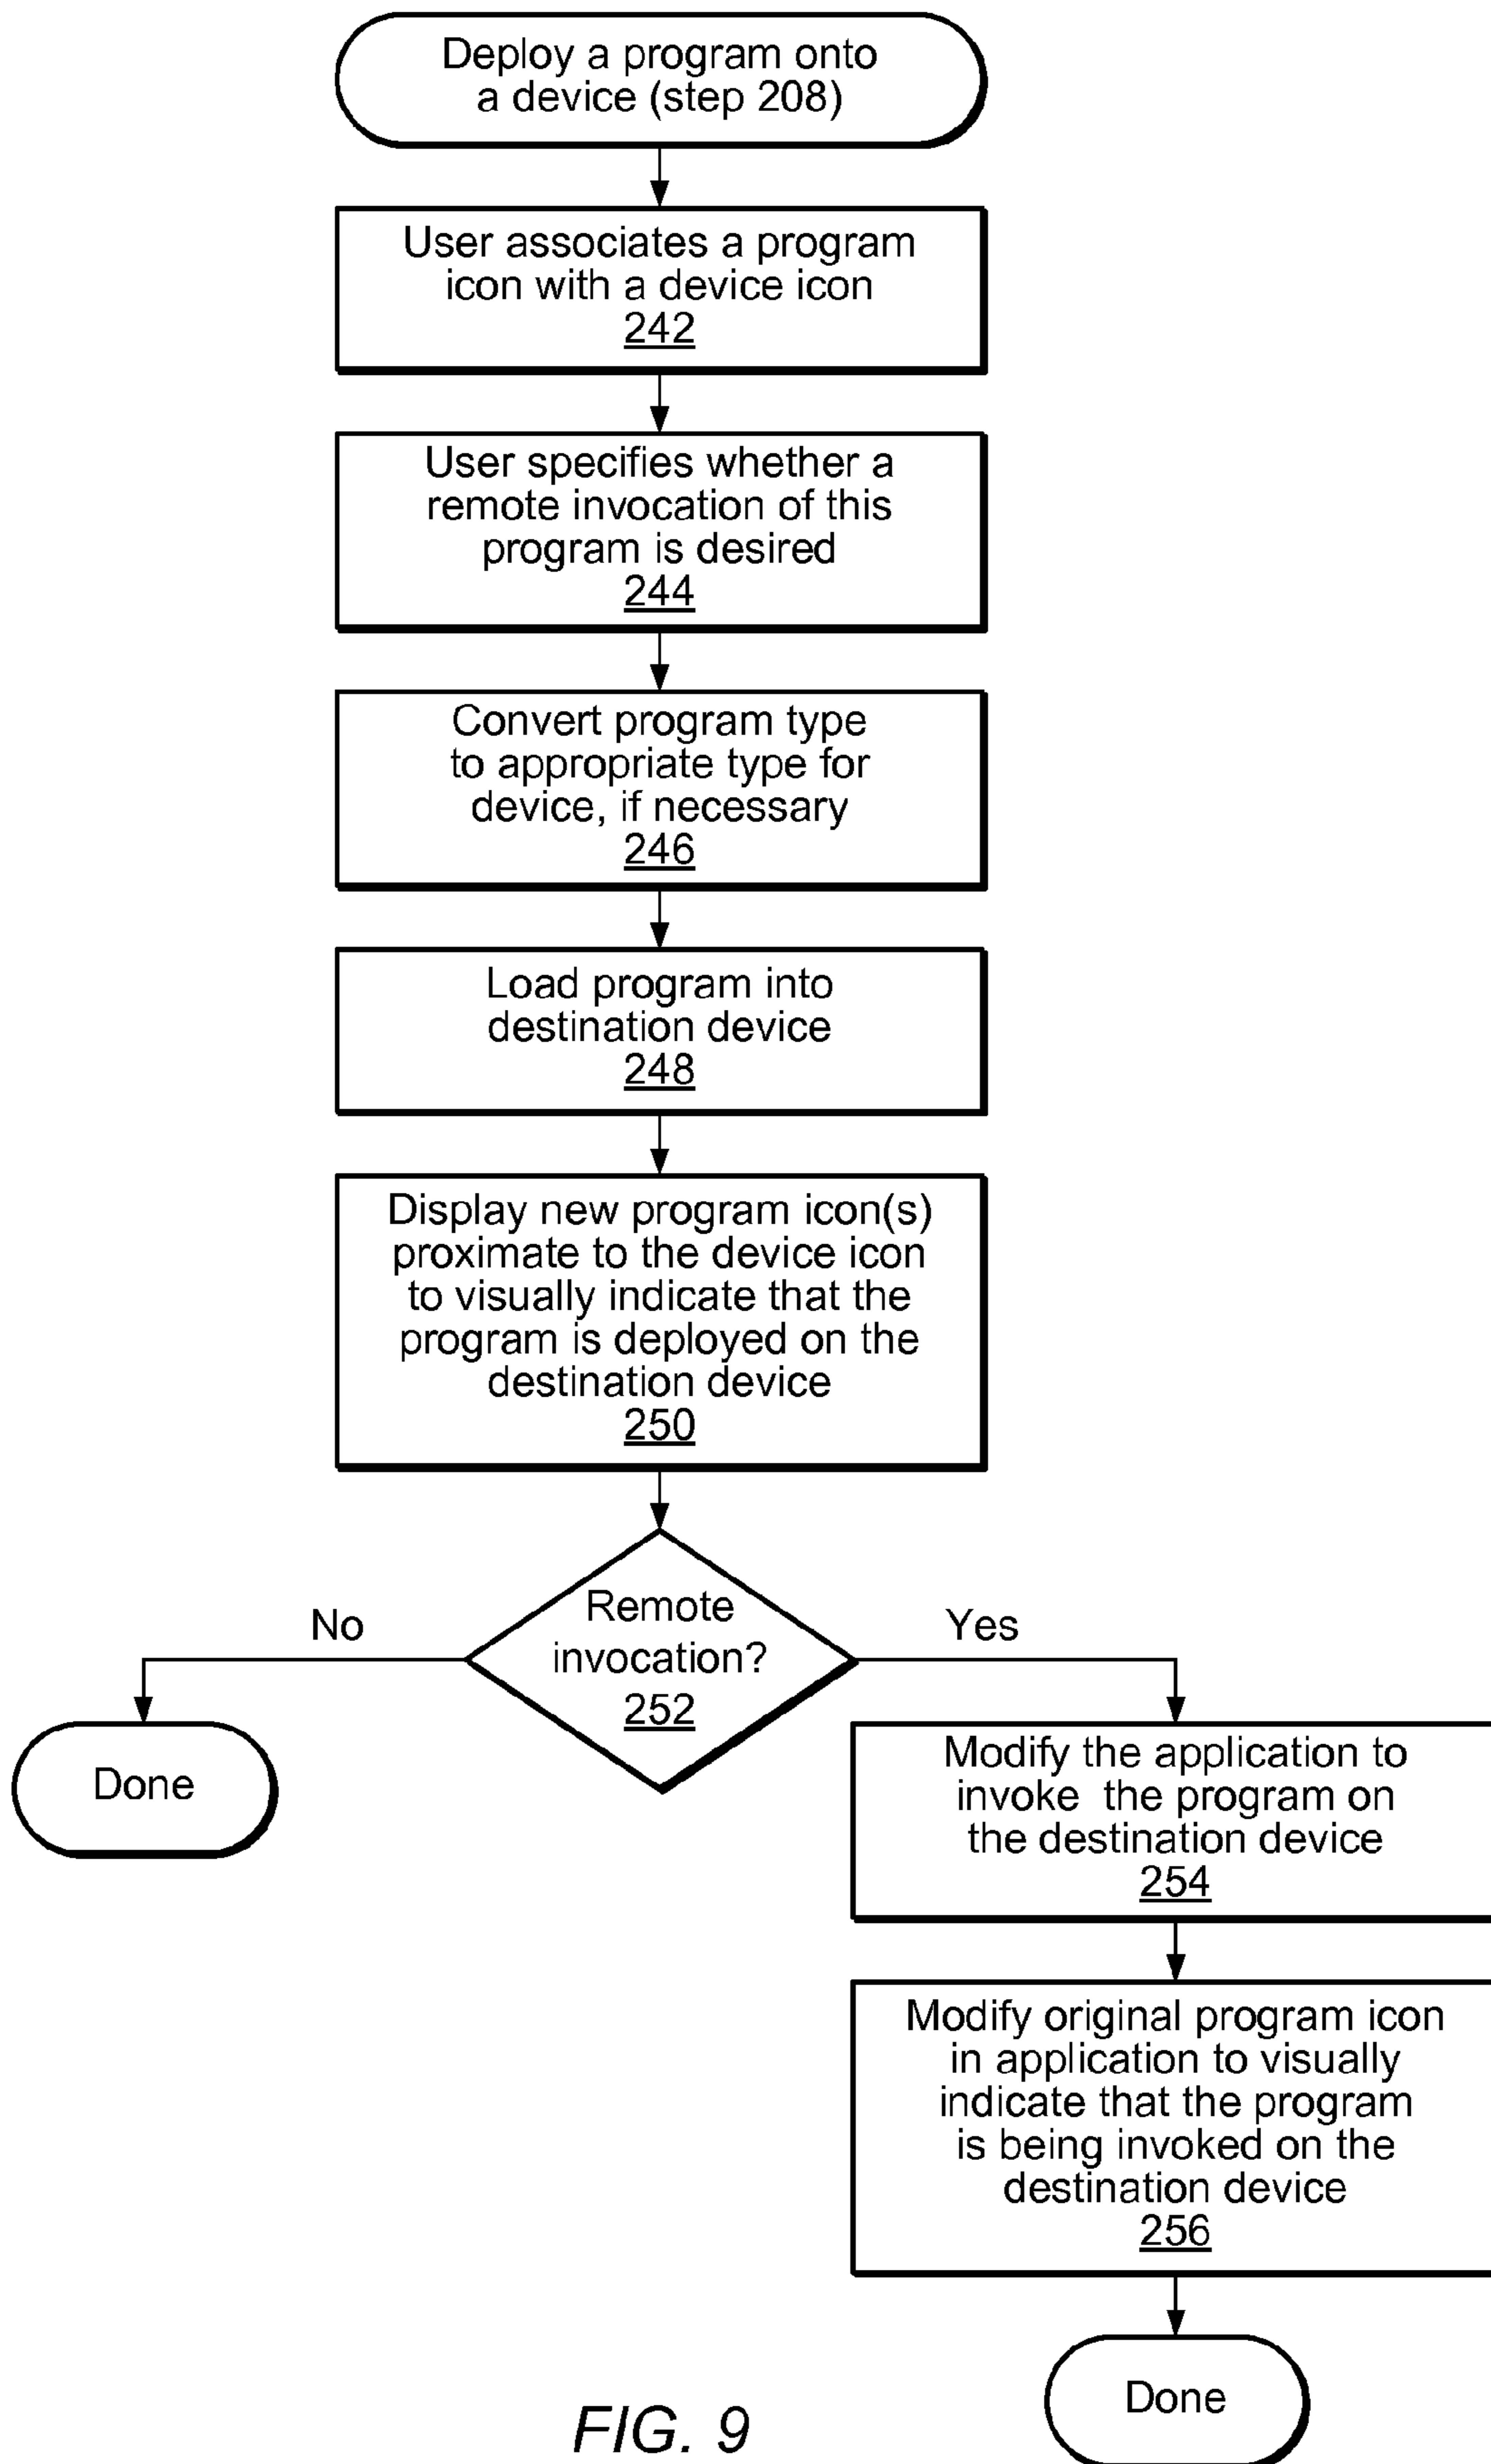 Deploy a program onto
a device (step 208)
User associates a program
icon with a device icon
242
User specifies whether a
remote invocation of this
program is desired
244
Convert program type
to appropriate type for
device, if necessary
246
Load program into
destination device
248
Display new program icon(s)
proximate to the device icon
to visually indicate that the
program is deployed on the
destination device
250
Remote
invocation?
252
No
Yes
Done
Modify the application to
invoke the program on
the destination device
254
Modify original program icon
in application to visually
indicate that the program
is being invoked on the
destination device
256
Done
FIG. 9